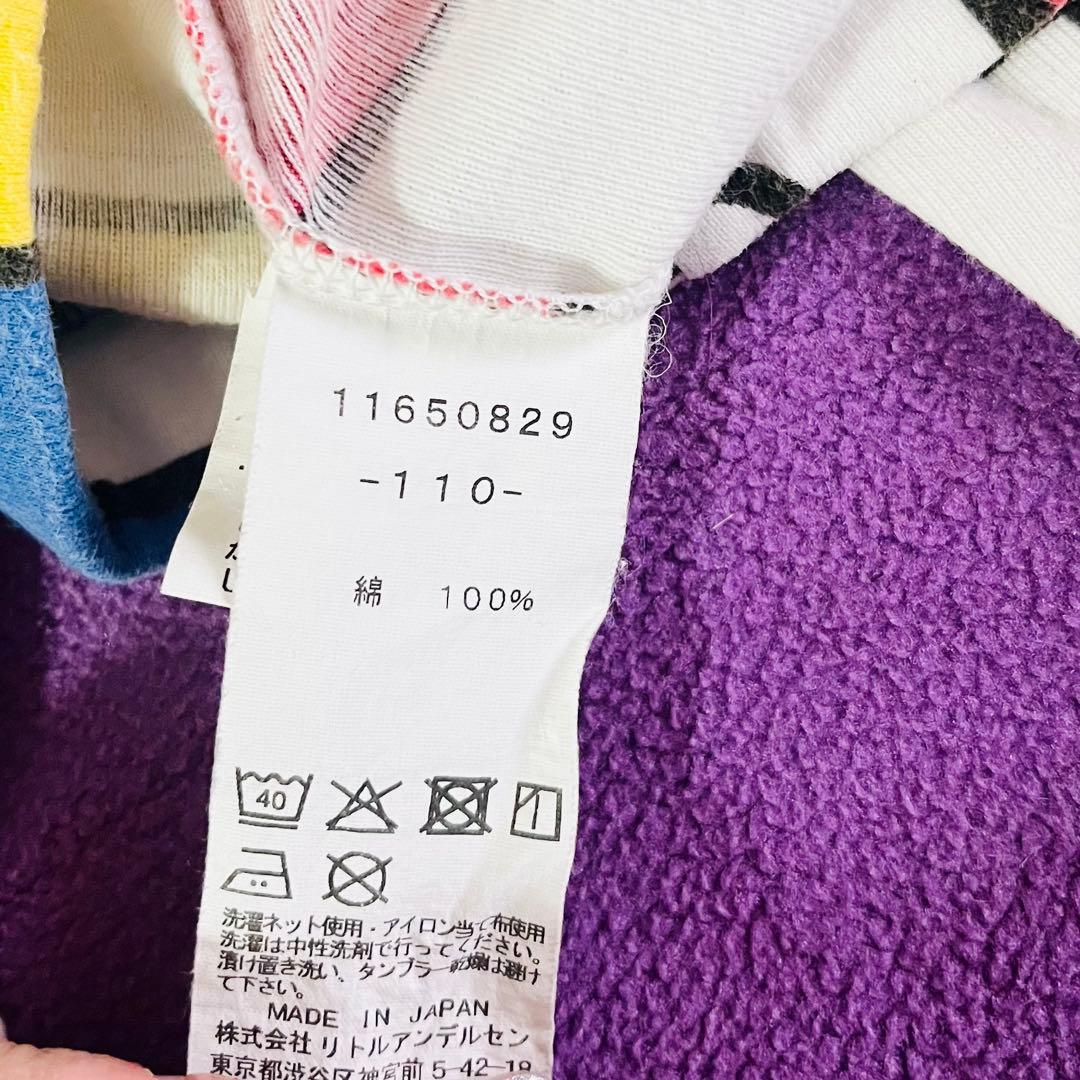 11650829
-110-
綿 100%
40
洗濯ネット使用・アイロン当て布使用
洗濯は中性洗剤で行ってください。
漬け置き洗い、タンブラー乾燥は避け
て下さい。
MADE IN JAPAN
株式会社リトルアンデルセン
東京都渋谷区神宮前5-42-18